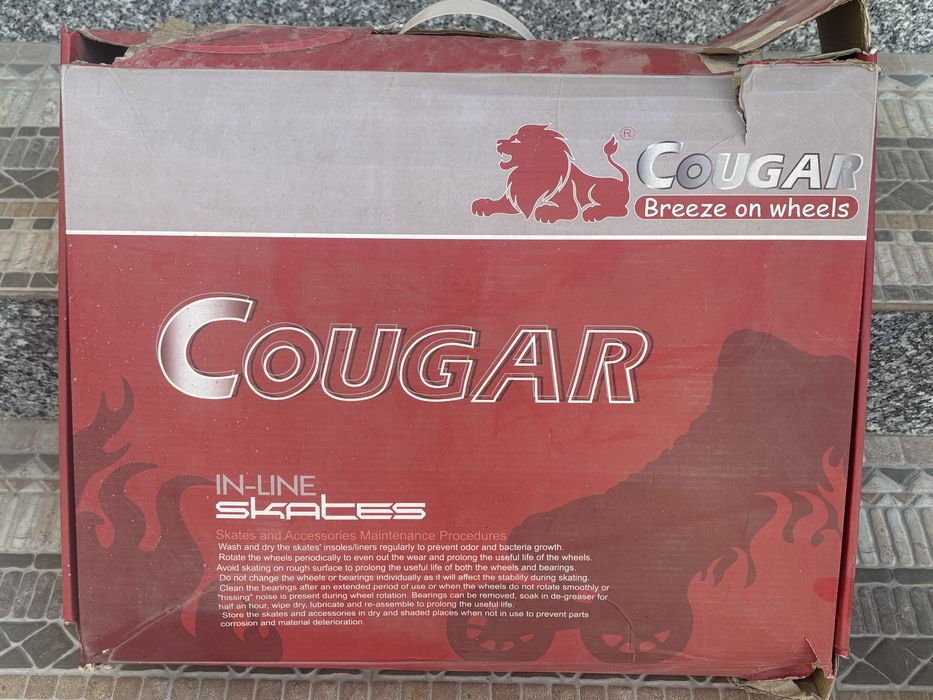 ®
COUGAR
Breeze on wheels
COUGAR
IN-LINE
skates
Skates and Accessories Maintenance Procedures
Wash and dry the skates' insoles/liners regularly to prevent odor and bacteria growth.
Rotate the wheels periodically to even out the wear and prolong the useful life of the wheels.
Avoid skating on rough surface to prolong the useful life of both the wheels and bearings.
Do not change the wheels or bearings individually as it will affect the stability during skating.
Clean the bearings after an extended period of use or when the wheels do not rotate smoothly or
"hissing" noise is present during wheel rotation. Bearings can be removed, soak in de-greaser for
half an hour, wipe dry, lubricate and re-assemble to prolong the useful life.
Store the skates and accessories in dry and shaded places when not in use to prevent parts
corrosion and material deterioration.